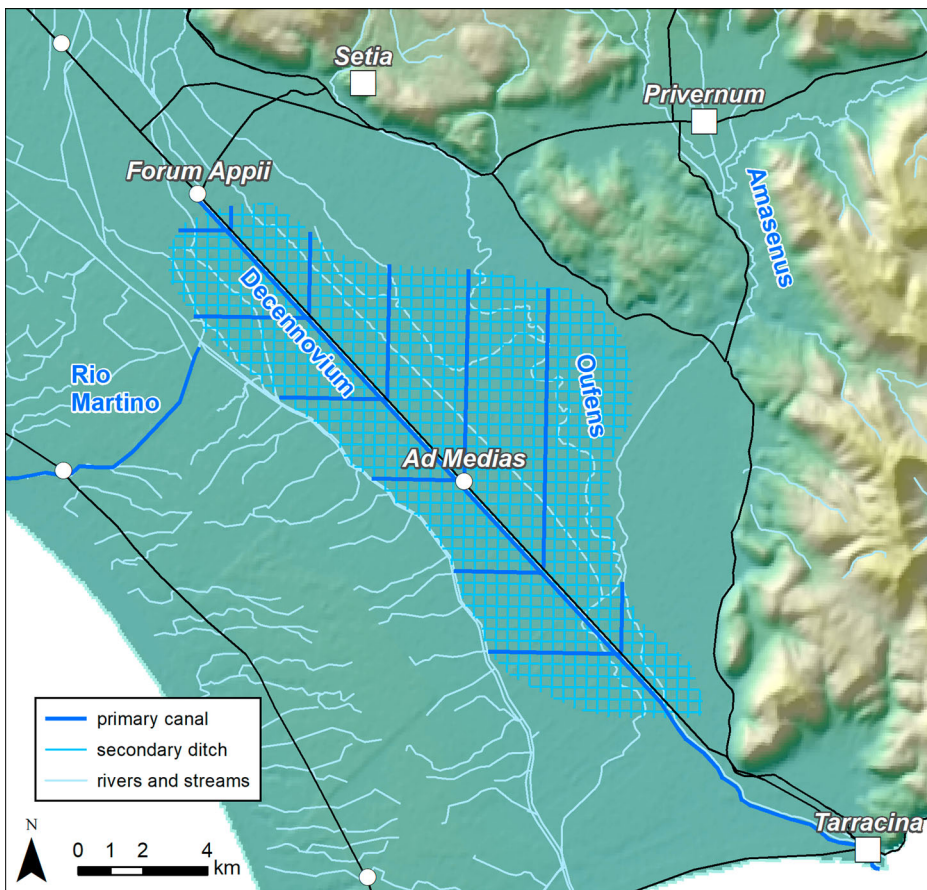 Setia
Privernum
Forum Appii
Amasenus
Decennovium
Oufens
Rio
Martino
Ad Medias
primary canal
secondary ditch
rivers and streams
Tarracina
N
0 1 2 4
km